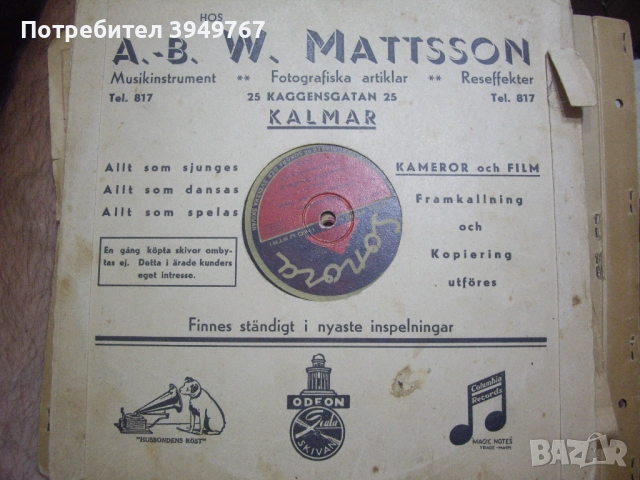 Потребител 3949767
HOS
A.-B. W. MATTSSON
Musikinstrument ** Fotografiska artiklar ** Reseffekter
Tel. 817 25 KAGGENSGATAN 25 Tel. 817
KALMAR
Allt som sjunges
Allt som dansas
Allt som spelas
En gång köpta skivor omby-
tas ej. Detta i ärade kunders
eget intresse.
Sonora
KAMEROR och FILM
Framkallning
och
Kopiering
utföres
Finnes ständigt i nyaste inspelningar
"HUSBONDENS RÖST"
ODEON
Scala
SKIVAN
Columbia
Records
MAGIC NOTES
TRADE-MARK
BAZAR